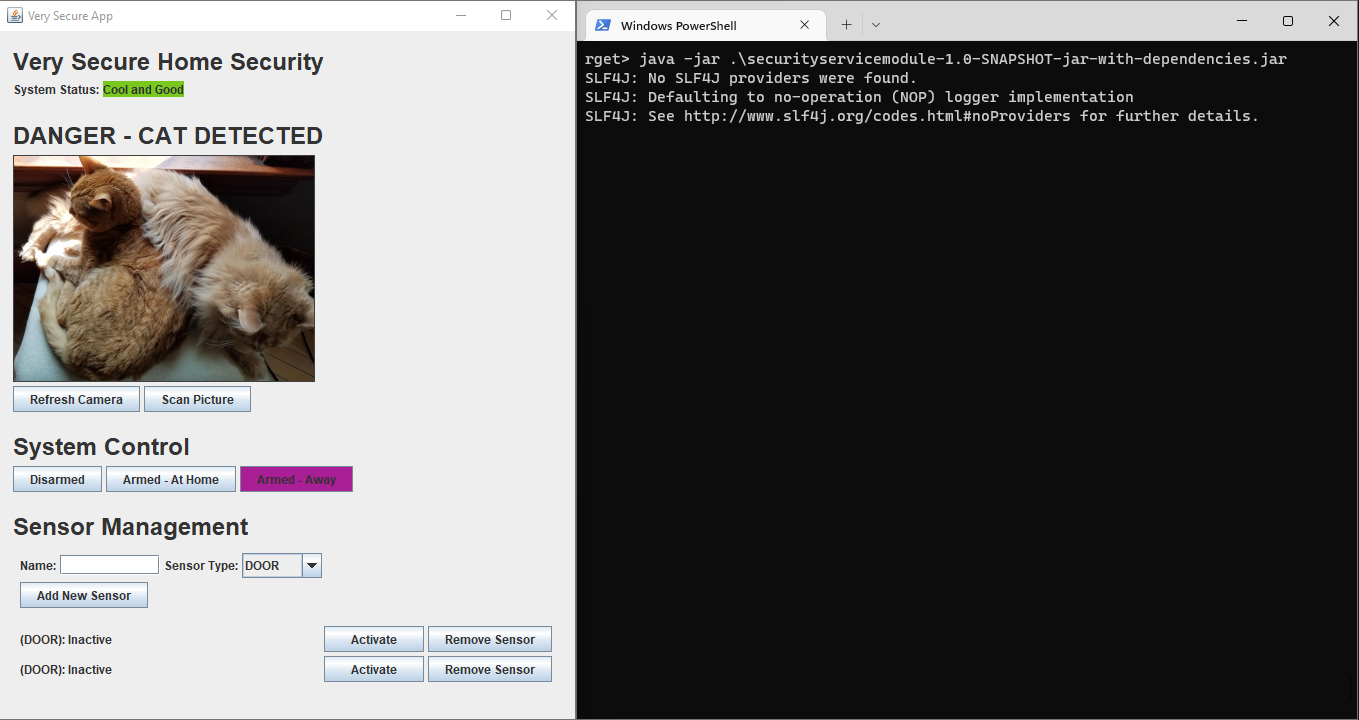 Very Secure App
Very Secure Home Security
System Status: Cool and Good
DANGER - CAT DETECTED
Refresh Camera Scan Picture
System Control
Disarmed Armed - At Home Armed - Away
Sensor Management
Name: Sensor Type: DOOR
Add New Sensor
(DOOR): Inactive Activate Remove Sensor
(DOOR): Inactive Activate Remove Sensor
Windows PowerShell
rget> java -jar .\securityservicemodule-1.0-SNAPSHOT-jar-with-dependencies.jar
SLF4J: No SLF4J providers were found.
SLF4J: Defaulting to no-operation (NOP) logger implementation
SLF4J: See http://www.slf4j.org/codes.html#noProviders for further details.